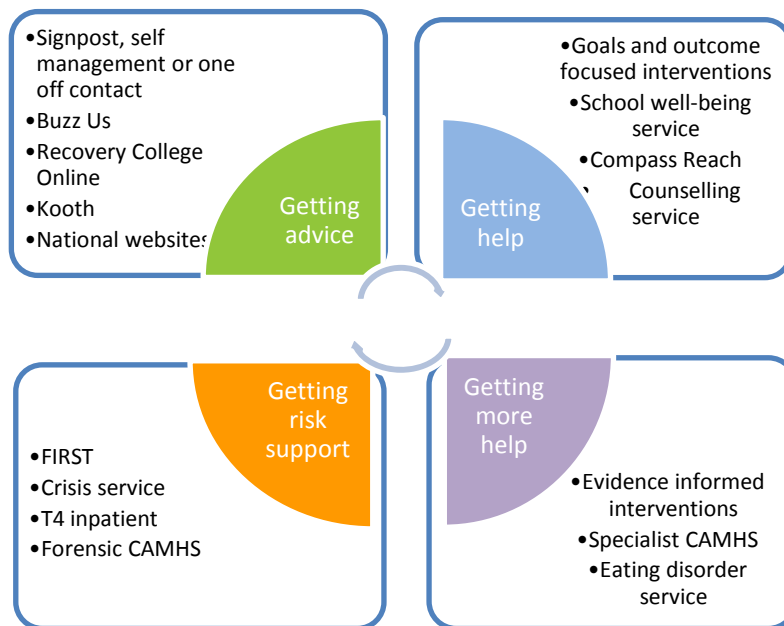 •Signpost, self
management or one
off contact
•Buzz Us
•Recovery College
Online
•Kooth
•National websites
Getting
advice
•Goals and outcome
focused interventions
•School well-being
service
•Compass Reach
• Counselling
service
Getting
help
Getting
risk
support
•FIRST
•Crisis service
•T4 inpatient
•Forensic CAMHS
Getting
more
help
•Evidence informed
interventions
•Specialist CAMHS
•Eating disorder
service